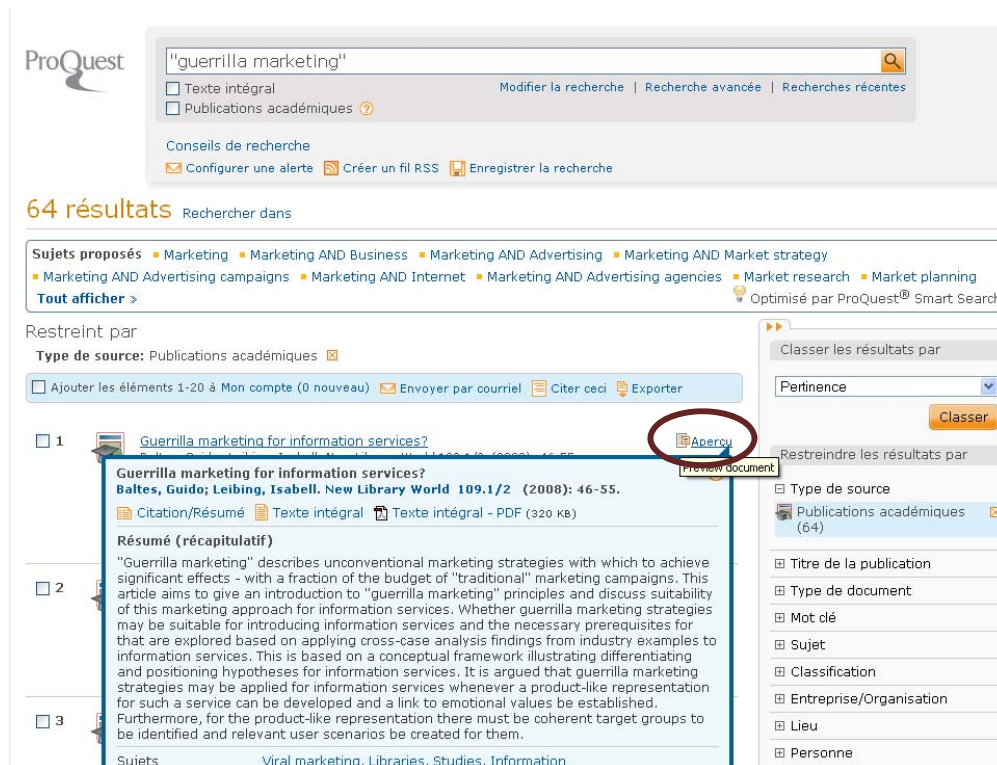 ProQuest
"guerrilla marketing"
Texte intégral
Modifier la recherche | Recherche avancée | Recherches récentes
Publications académiques ?
Conseils de recherche
Configurer une alerte Créer un fil RSS Enregistrer la recherche
64 résultats Rechercher dans
Sujets proposés Marketing Marketing AND Business Marketing AND Advertising Marketing AND Market strategy
Marketing AND Advertising campaigns Marketing AND Internet Marketing AND Advertising agencies Market research Market planning
Tout afficher »
Optimisé par ProQuest® Smart Search
Restreint par
Type de source: Publications académiques
Ajouter les éléments 1-20 à Mon compte (0 nouveau) Envoyer par courriel Citer ceci Exporter
1 Guerrilla marketing for information services? Aperçu
Preview document
Guerrilla marketing for information services?
Baltes, Guido; Leibing, Isabell. New Library World 109.1/2 (2008): 46-55.
Citation/Résumé Texte intégral Texte intégral - PDF (320 KB)
Résumé (récapitulatif)
"Guerrilla marketing" describes unconventional marketing strategies with which to achieve
significant effects - with a fraction of the budget of "traditional" marketing campaigns. This
article aims to give an introduction to "guerrilla marketing" principles and discuss suitability
of this marketing approach for information services. Whether guerrilla marketing strategies
may be suitable for introducing information services and the necessary prerequisites for
that are explored based on applying cross-case analysis findings from industry examples to
information services. This is based on a conceptual framework illustrating differentiating
and positioning hypotheses for information services. It is argued that guerrilla marketing
strategies may be applied for information services whenever a product-like representation
for such a service can be developed and a link to emotional values be established.
Furthermore, for the product-like representation there must be coherent target groups to
be identified and relevant user scenarios be created for them.
Sujets Viral marketing, Libraries, Studies, Information
2
3
Classer les résultats par
Pertinence
Classer
Restreindre les résultats par
Type de source
Publications académiques
(64)
Titre de la publication
Type de document
Mot clé
Sujet
Classification
Entreprise/Organisation
Lieu
Personne